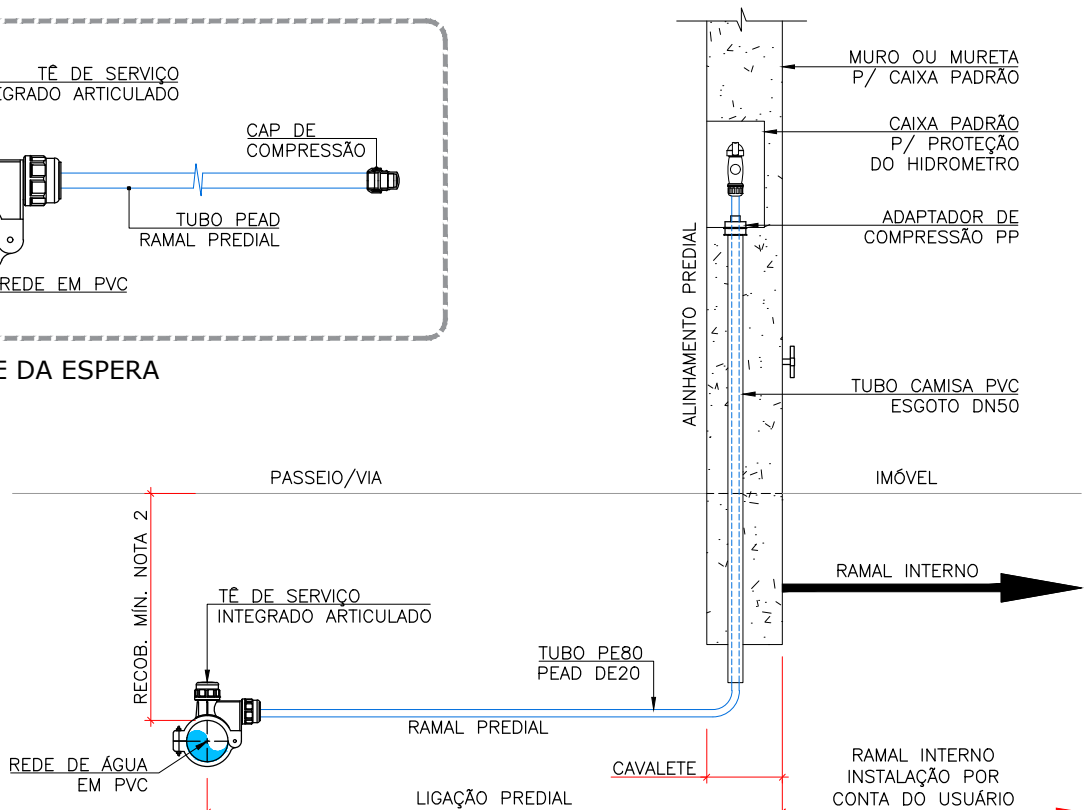 TÊ DE SERVIÇO
EGRADO ARTICULADO
CAP DE
COMPRESSÃO
TUBO PEAD
RAMAL PREDIAL
REDE EM PVC
E DA ESPERA
MURO OU MURETA
P/ CAIXA PADRÃO
CAIXA PADRÃO
P/ PROTEÇÃO
DO HIDROMETRO
ADAPTADOR DE
COMPRESSÃO PP
ALINHAMENTO PREDIAL
TUBO CAMISA PVC
ESGOTO DN50
PASSEIO/VIA
IMÓVEL
RECOB. MÍN. NOTA 2
RAMAL INTERNO
TÊ DE SERVIÇO
INTEGRADO ARTICULADO
TUBO PE80
PEAD DE20
RAMAL PREDIAL
REDE DE ÁGUA
EM PVC
CAVALETE
LIGAÇÃO PREDIAL
RAMAL INTERNO
INSTALAÇÃO POR
CONTA DO USUÁRIO